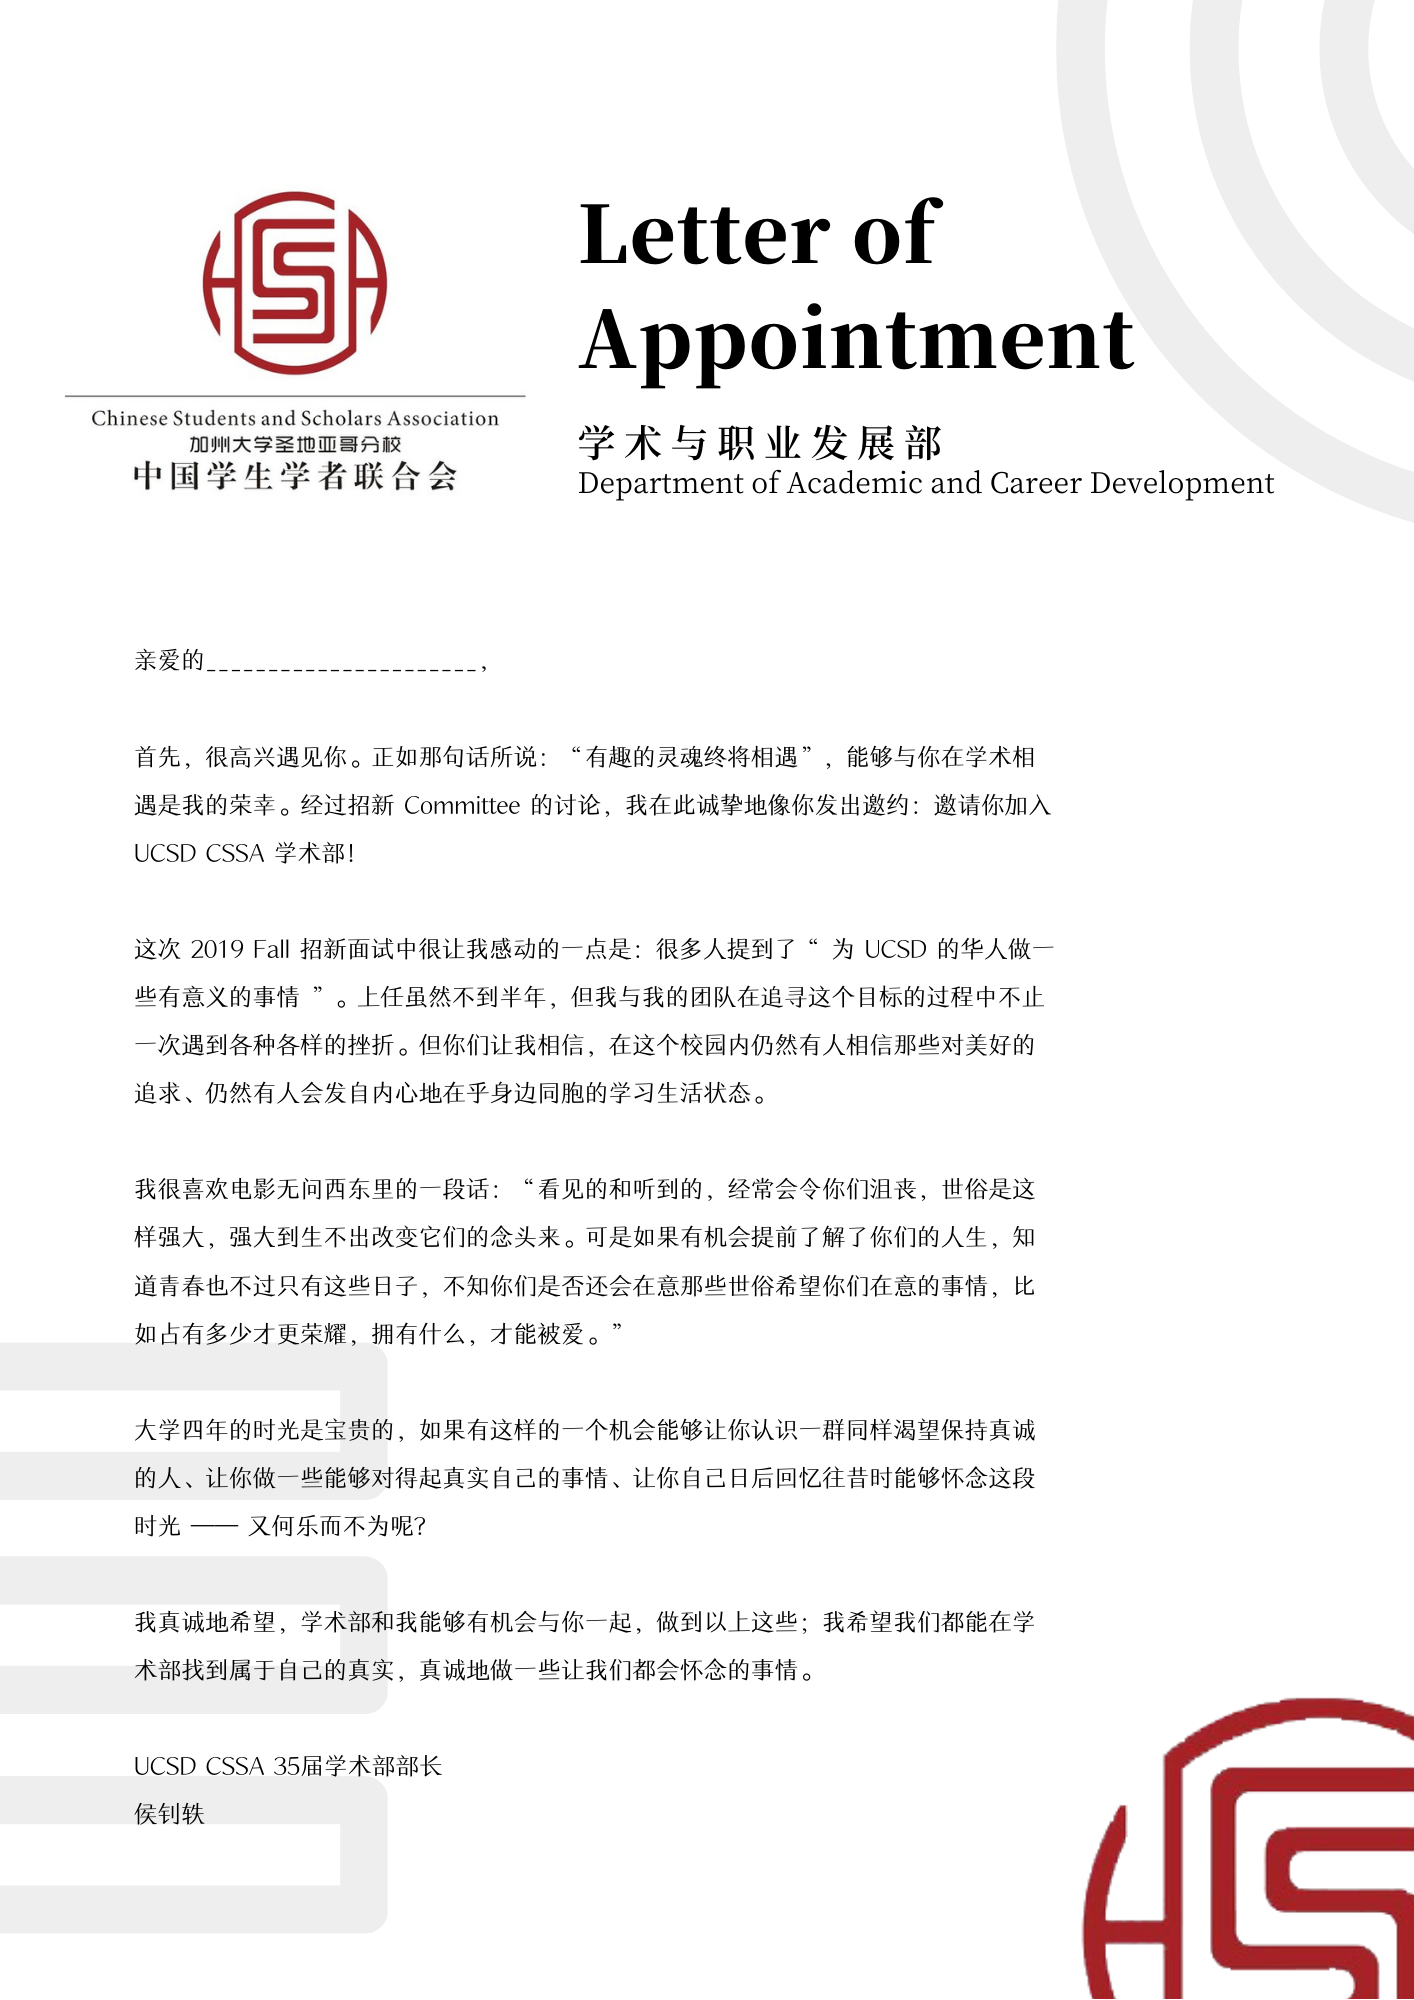 Letter of
Appointment
Chinese Students and Scholars Association
加州大学圣地亚哥分校
中国学生学者联合会
学术与职业发展部
Department of Academic and Career Development
亲爱的______________________，
首先，很高兴遇见你。正如那句话所说：“有趣的灵魂终将相遇”，能够与你在学术相
遇是我的荣幸。经过招新 Committee 的讨论，我在此诚挚地像你发出邀约：邀请你加入
UCSD CSSA 学术部！
这次 2019 Fall 招新面试中很让我感动的一点是：很多人提到了“ 为 UCSD 的华人做一
些有意义的事情 ”。上任虽然不到半年，但我与我的团队在追寻这个目标的过程中不止
一次遇到各种各样的挫折。但你们让我相信，在这个校园内仍然有人相信那些对美好的
追求、仍然有人会发自内心地在乎身边同胞的学习生活状态。
我很喜欢电影无问西东里的一段话：“看见的和听到的，经常会令你们沮丧，世俗是这
样强大，强大到生不出改变它们的念头来。可是如果有机会提前了解了你们的人生，知
道青春也不过只有这些日子，不知你们是否还会在意那些世俗希望你们在意的事情，比
如占有多少才更荣耀，拥有什么，才能被爱。”
大学四年的时光是宝贵的，如果有这样的一个机会能够让你认识一群同样渴望保持真诚
的人、让你做一些能够对得起真实自己的事情、让你自己日后回忆往昔时能够怀念这段
时光 —— 又何乐而不为呢？
我真诚地希望，学术部和我能够有机会与你一起，做到以上这些；我希望我们都能在学
术部找到属于自己的真实，真诚地做一些让我们都会怀念的事情。
UCSD CSSA 35届学术部部长
侯钊轶